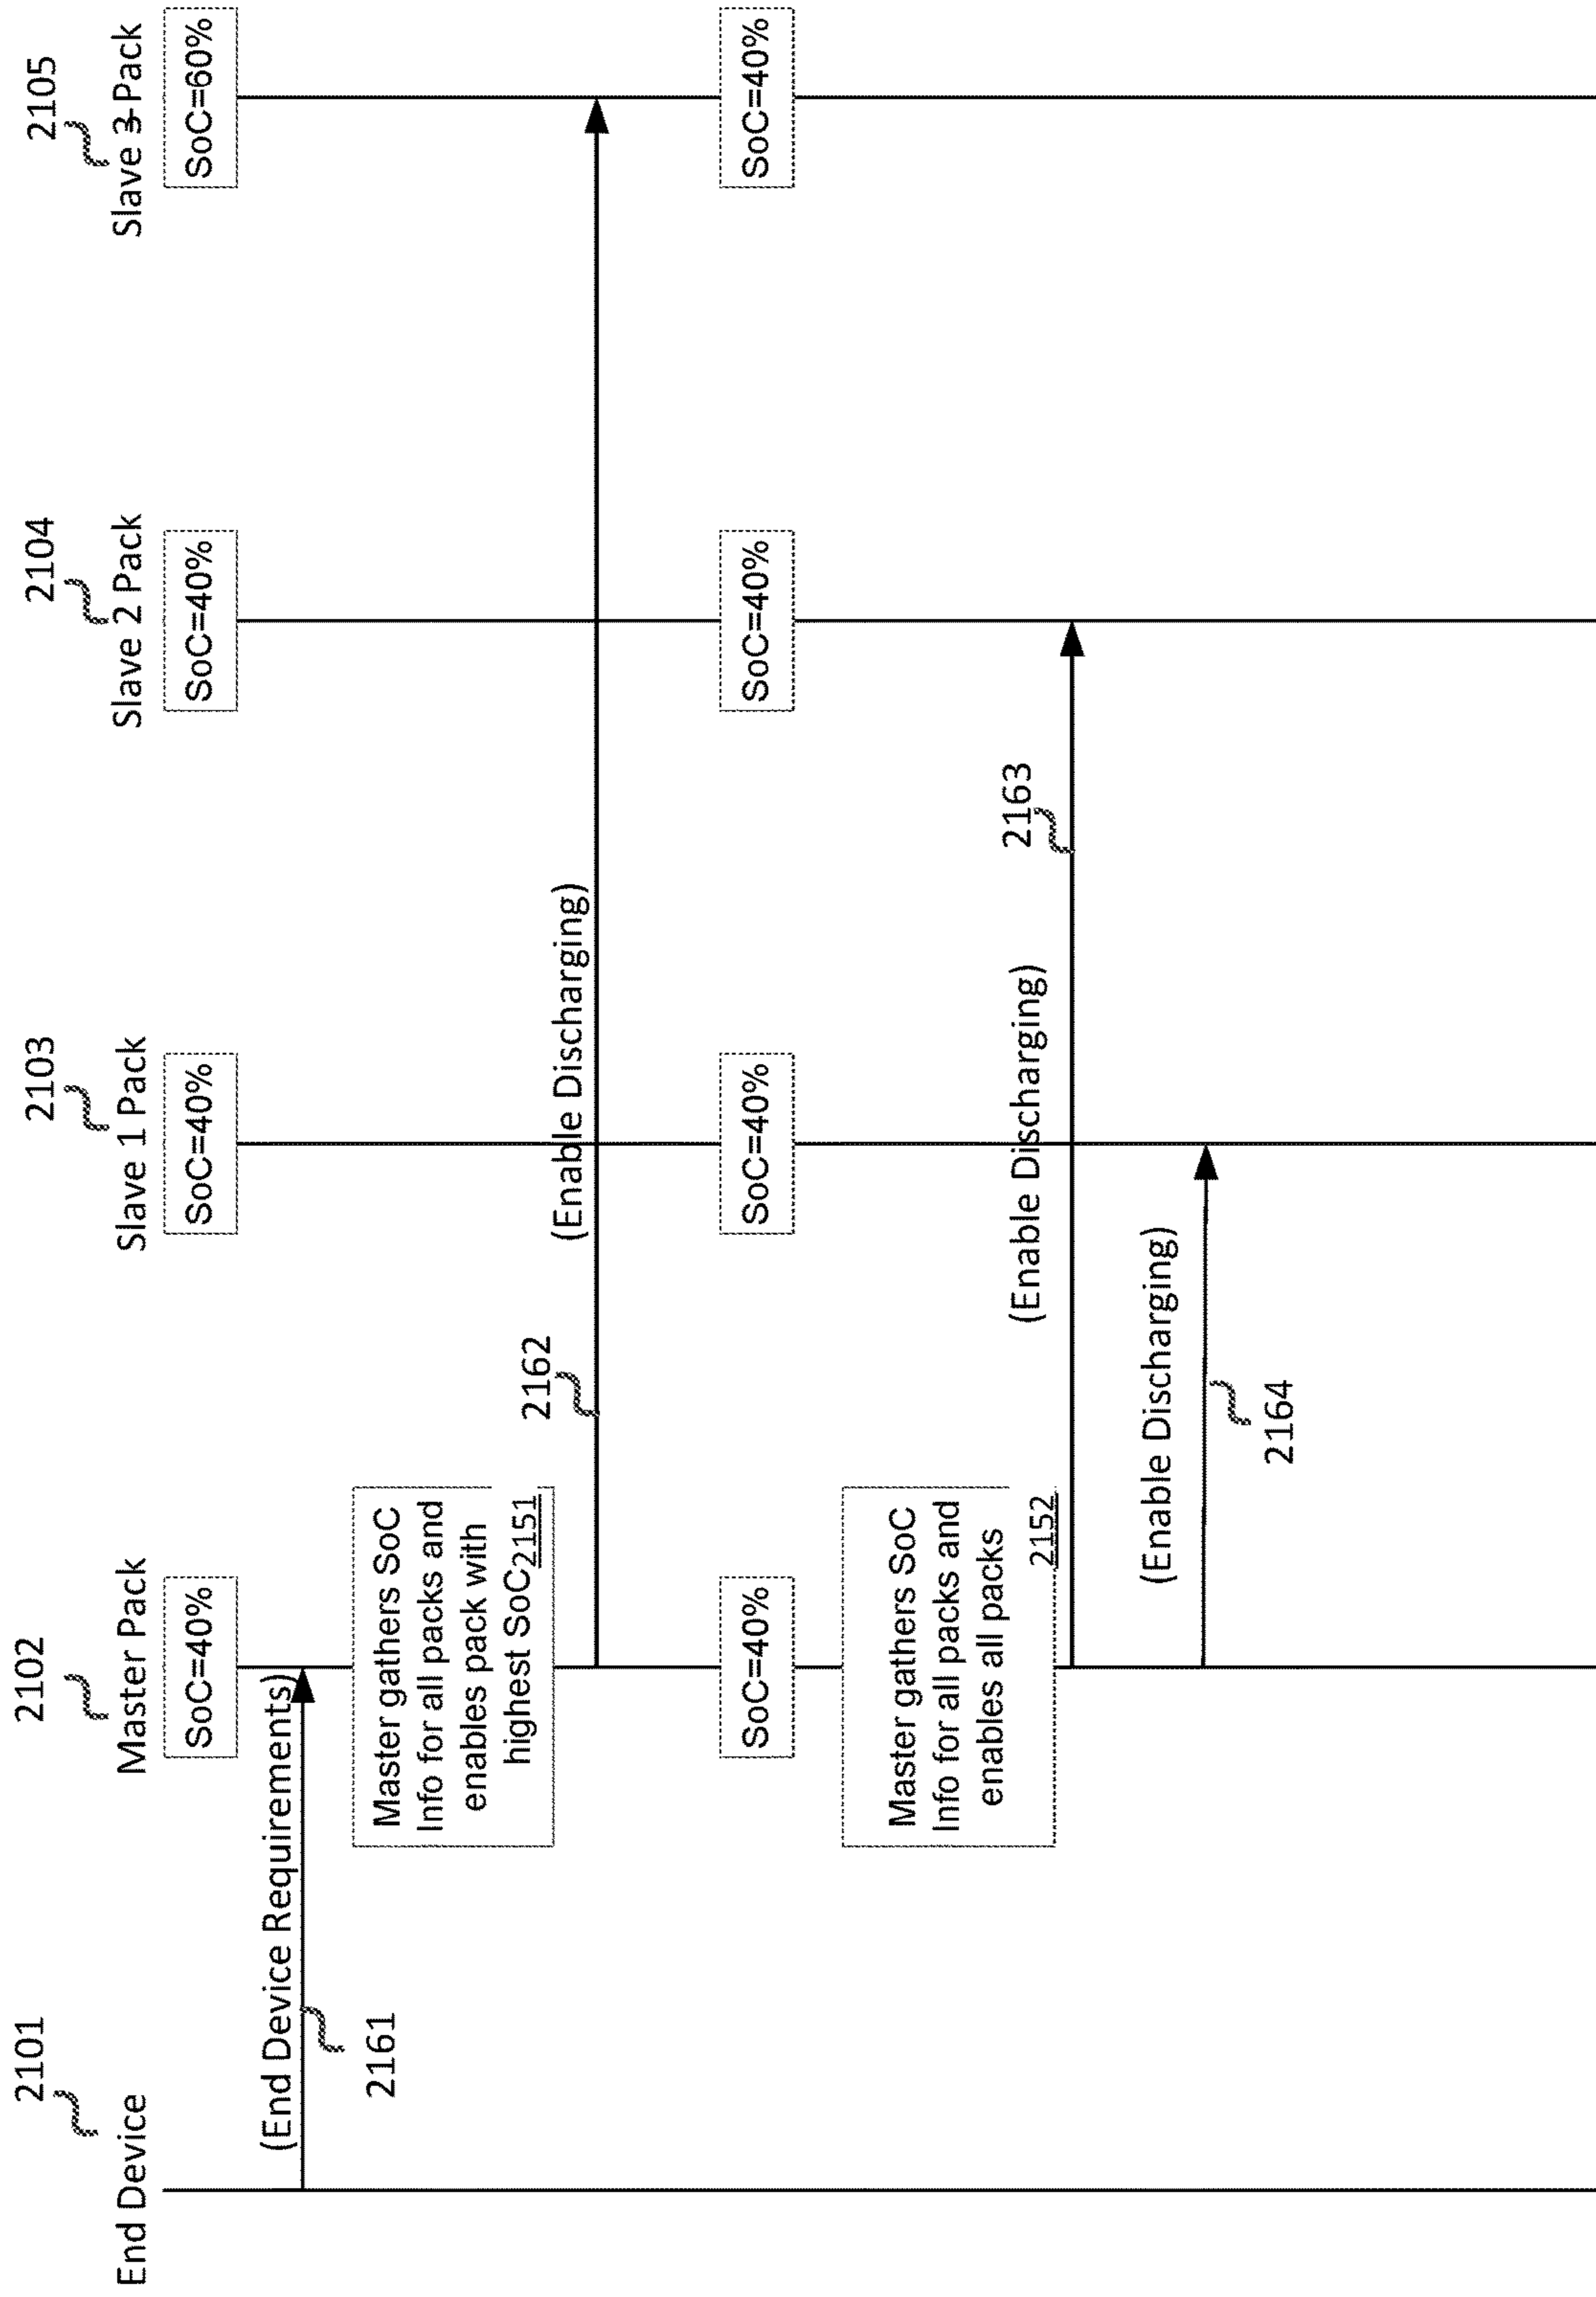 2101
2102
2103
2104
2105
End Device
Master Pack
Slave 1 Pack
Slave 2 Pack
Slave 3 Pack
SoC=40%
SoC=40%
SoC=40%
SoC=60%
(End Device Requirements)
2161
Master gathers SoC
Info for all packs and
enables pack with
highest SoC 2151
2162
(Enable Discharging)
SoC=40%
SoC=40%
SoC=40%
SoC=40%
Master gathers SoC
Info for all packs and
enables all packs
2152
(Enable Discharging)
2163
(Enable Discharging)
2164